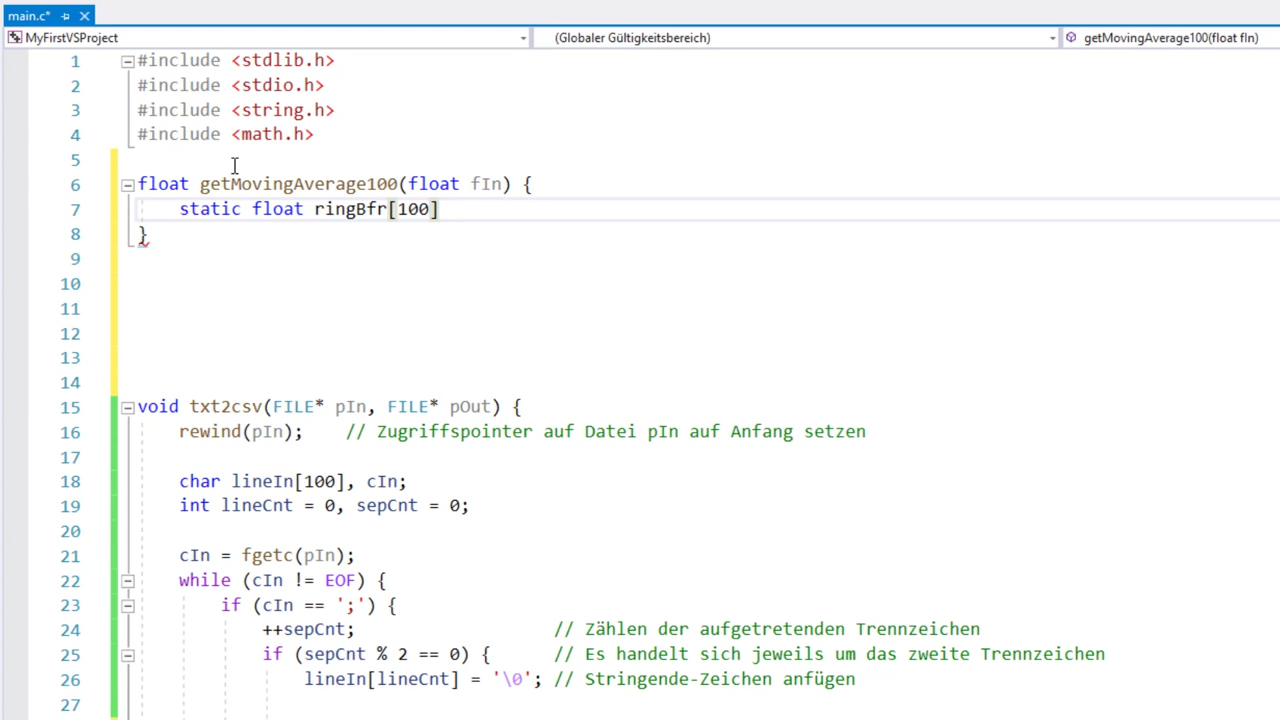 main.c*
MyFirstVSProject (Globaler Gültigkeitsbereich) getMovingAverage100(float fIn)
1 #include <stdlib.h>
2 #include <stdio.h>
3 #include <string.h>
4 #include <math.h>
5
6 float getMovingAverage100(float fIn) {
7 static float ringBfr[100]
8 }
9
10
11
12
13
14
15 void txt2csv(FILE* pIn, FILE* pOut) {
16 rewind(pIn); // Zugriffspointer auf Datei pIn auf Anfang setzen
17
18 char lineIn[100], cIn;
19 int lineCnt = 0, sepCnt = 0;
20
21 cIn = fgetc(pIn);
22 while (cIn != EOF) {
23 if (cIn == ';') {
24 ++sepCnt; // Zählen der aufgetretenden Trennzeichen
25 if (sepCnt % 2 == 0) { // Es handelt sich jeweils um das zweite Trennzeichen
26 lineIn[lineCnt] = '\0'; // Stringende-Zeichen anfügen
27